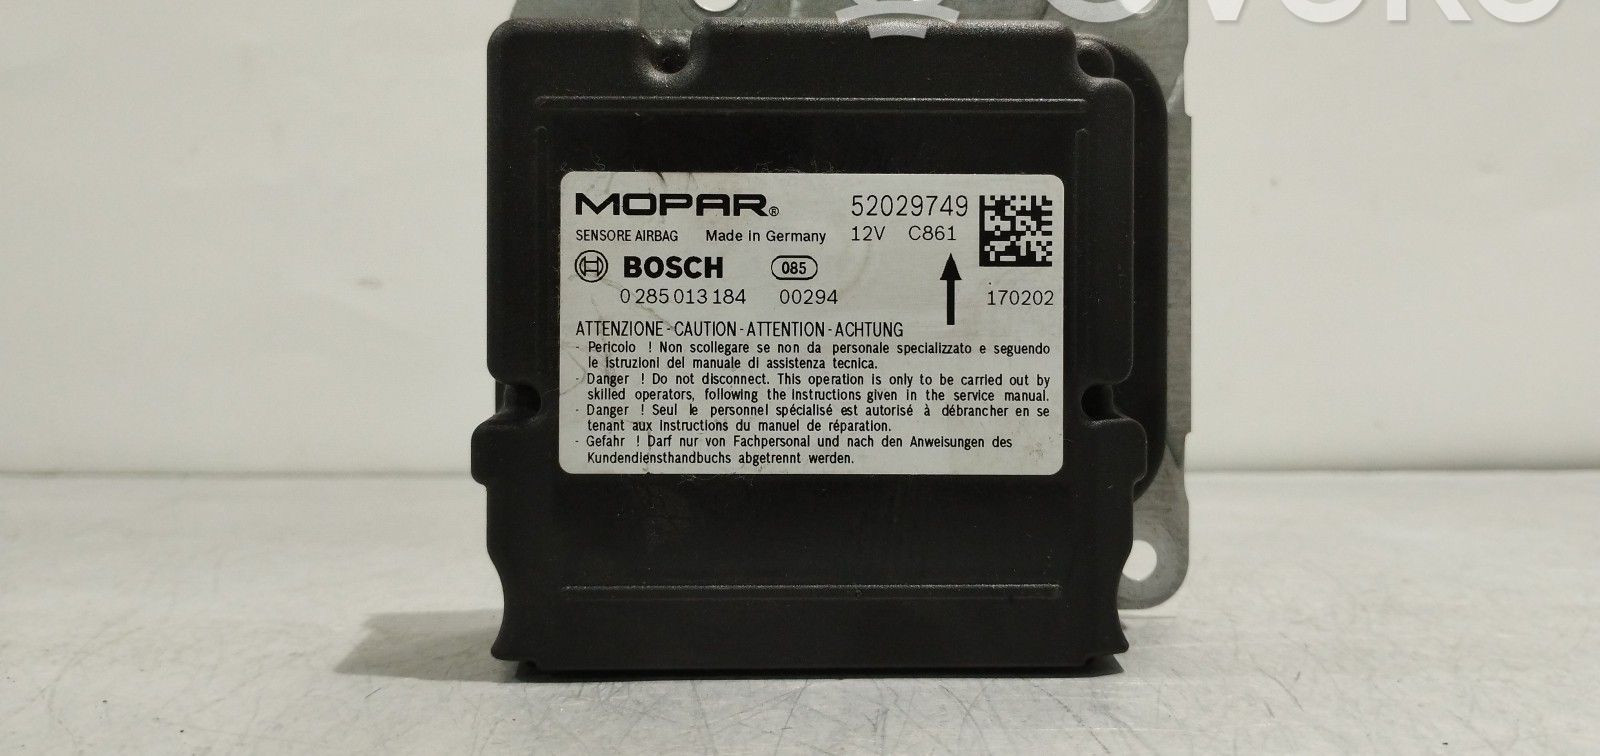 MOPAR® 52029749
SENSORE AIRBAG Made in Germany 12V C861
BOSCH 085
0 285 013 184 00294 170202
ATTENZIONE - CAUTION - ATTENTION - ACHTUNG
- Pericolo ! Non scollegare se non da personale specializzato e seguendo
le istruzioni del manuale di assistenza tecnica.
- Danger ! Do not disconnect. This operation is only to be carried out by
skilled operators, following the instructions given in the service manual.
- Danger ! Seul le personnel spécialisé est autorisé à débrancher en se
tenant aux instructions du manuel de réparation.
- Gefahr ! Darf nur von Fachpersonal und nach den Anweisungen des
Kundendiensthandbuchs abgetrennt werden.